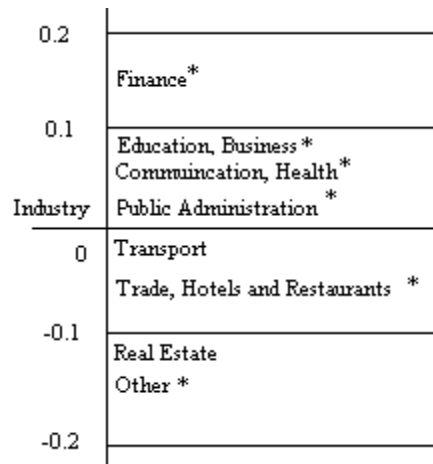 0.2
Finance*
0.1
Education, Business *
Commuincation, Health*
Industry Public Administration *
0 Transport
Trade, Hotels and Restaurants *
-0.1
Real Estate
Other *
-0.2